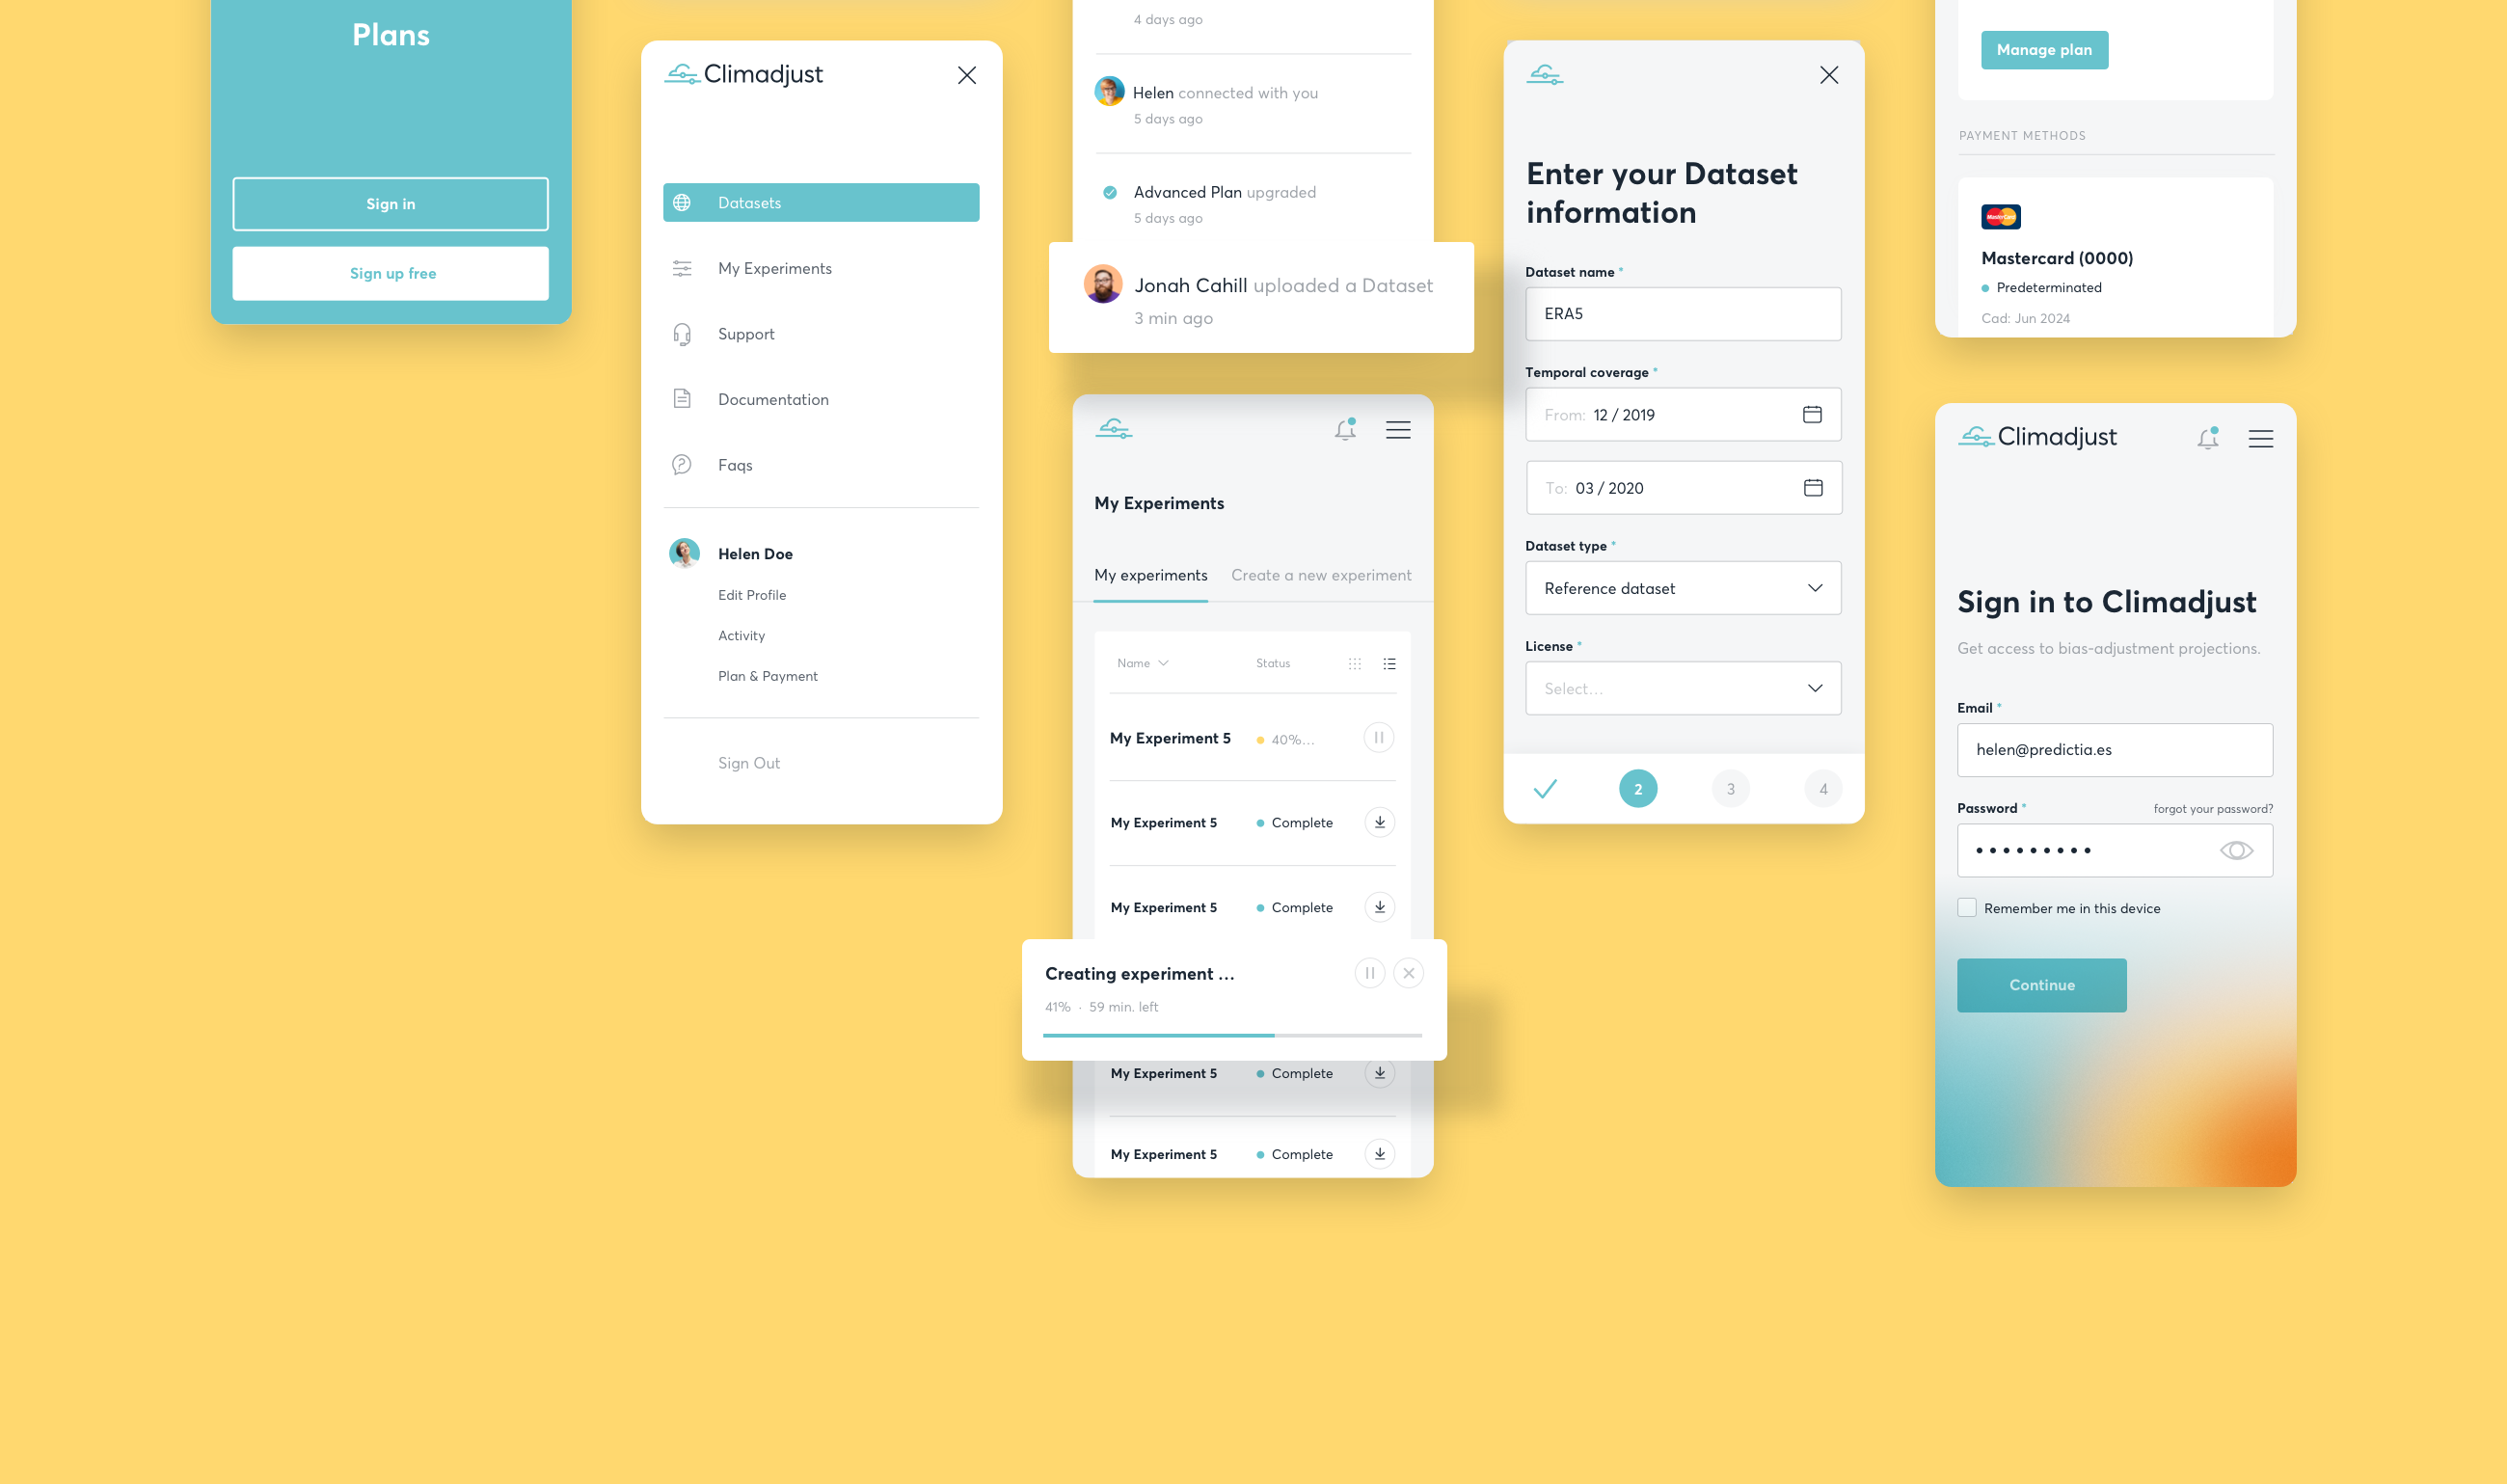 Plans
Sign in
Sign up free
Climadjust
Datasets
My Experiments
Support
Documentation
Faqs
Helen Doe
Edit Profile
Activity
Plan & Payment
Sign Out
4 days ago
Helen connected with you
5 days ago
Advanced Plan upgraded
5 days ago
Jonah Cahill uploaded a Dataset
3 min ago
My Experiments
My experiments Create a new experiment
Name Status
My Experiment 5 40%...
My Experiment 5 Complete
My Experiment 5 Complete
Creating experiment ...
41% · 59 min. left
My Experiment 5 Complete
My Experiment 5 Complete
Enter your Dataset
information
Dataset name *
ERA5
Temporal coverage *
From: 12 / 2019
To: 03 / 2020
Dataset type *
Reference dataset
License *
Select...
2 3 4
Manage plan
PAYMENT METHODS
MasterCard
Mastercard (0000)
Predeterminated
Cad: Jun 2024
Climadjust
Sign in to Climadjust
Get access to bias-adjustment projections.
Email *
helen@predictia.es
Password * forgot your password?
Remember me in this device
Continue